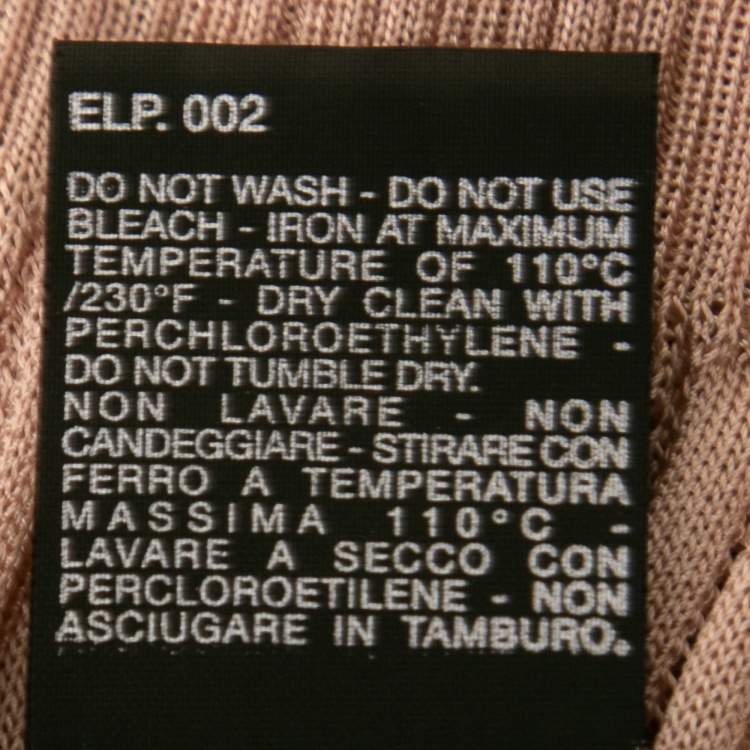 ELP. 002
DO NOT WASH - DO NOT USE
BLEACH - IRON AT MAXIMUM
TEMPERATURE OF 110°C
/230°F - DRY CLEAN WITH
PERCHLOROETHYLENE -
DO NOT TUMBLE DRY.
NON LAVARE - NON
CANDEGGIARE - STIRARE CON
FERRO A TEMPERATURA
MASSIMA 110°C -
LAVARE A SECCO CON
PERCLOROETILENE - NON
ASCIUGARE IN TAMBURO.